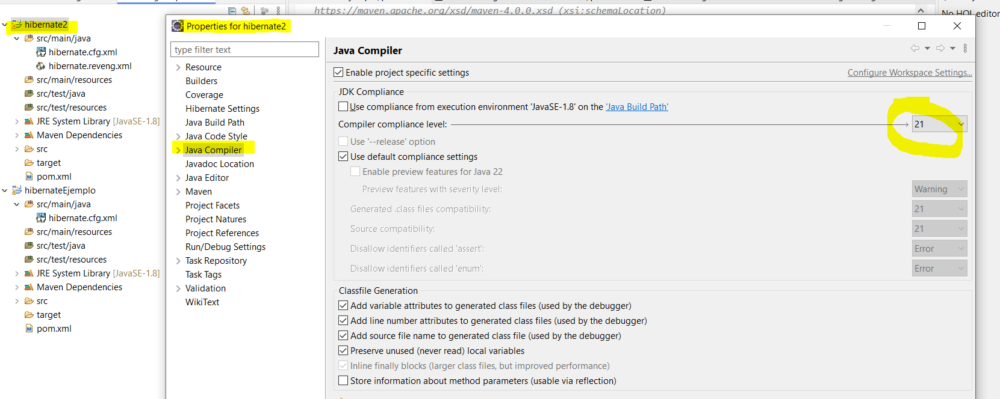 https://maven.apache.org/xsd/maven-4.0.0.xsd (xsi:schemaLocation)
No HQL editor
hibernate2
src/main/java
hibernate.cfg.xml
hibernate.reveng.xml
src/main/resources
src/test/java
src/test/resources
JRE System Library [JavaSE-1.8]
Maven Dependencies
src
target
pom.xml
hibernateEjemplo
src/main/java
hibernate.cfg.xml
src/main/resources
src/test/java
src/test/resources
JRE System Library [JavaSE-1.8]
Maven Dependencies
src
target
pom.xml
Properties for hibernate2
type filter text
Resource
Builders
Coverage
Hibernate Settings
Java Build Path
Java Code Style
Java Compiler
Javadoc Location
Java Editor
Maven
Project Facets
Project Natures
Project References
Run/Debug Settings
Task Repository
Task Tags
Validation
WikiText
Java Compiler
Enable project specific settings
Configure Workspace Settings...
JDK Compliance
Use compliance from execution environment 'JavaSE-1.8' on the 'Java Build Path'
Compiler compliance level: 21
Use '--release' option
Use default compliance settings
Enable preview features for Java 22
Preview features with severity level: Warning
Generated .class files compatibility: 21
Source compatibility: 21
Disallow identifiers called 'assert': Error
Disallow identifiers called 'enum': Error
Classfile Generation
Add variable attributes to generated class files (used by the debugger)
Add line number attributes to generated class files (used by the debugger)
Add source file name to generated class file (used by the debugger)
Preserve unused (never read) local variables
Inline finally blocks (larger class files, but improved performance)
Store information about method parameters (usable via reflection)